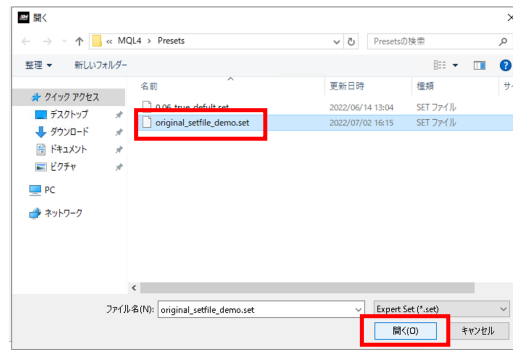 開く
« MQL4 > Presets
Presetsの検索
整理 新しいフォルダー
名前 更新日時 種類 サ
クイック アクセス
デスクトップ
ダウンロード
ドキュメント
ピクチャ
PC
ネットワーク
0.06_true_defult.set 2022/06/14 13:04 SET ファイル
original_setfile_demo.set 2022/07/02 16:15 SET ファイル
ファイル名(N): original_setfile_demo.set Expert Set (*.set)
開く(O) キャンセル